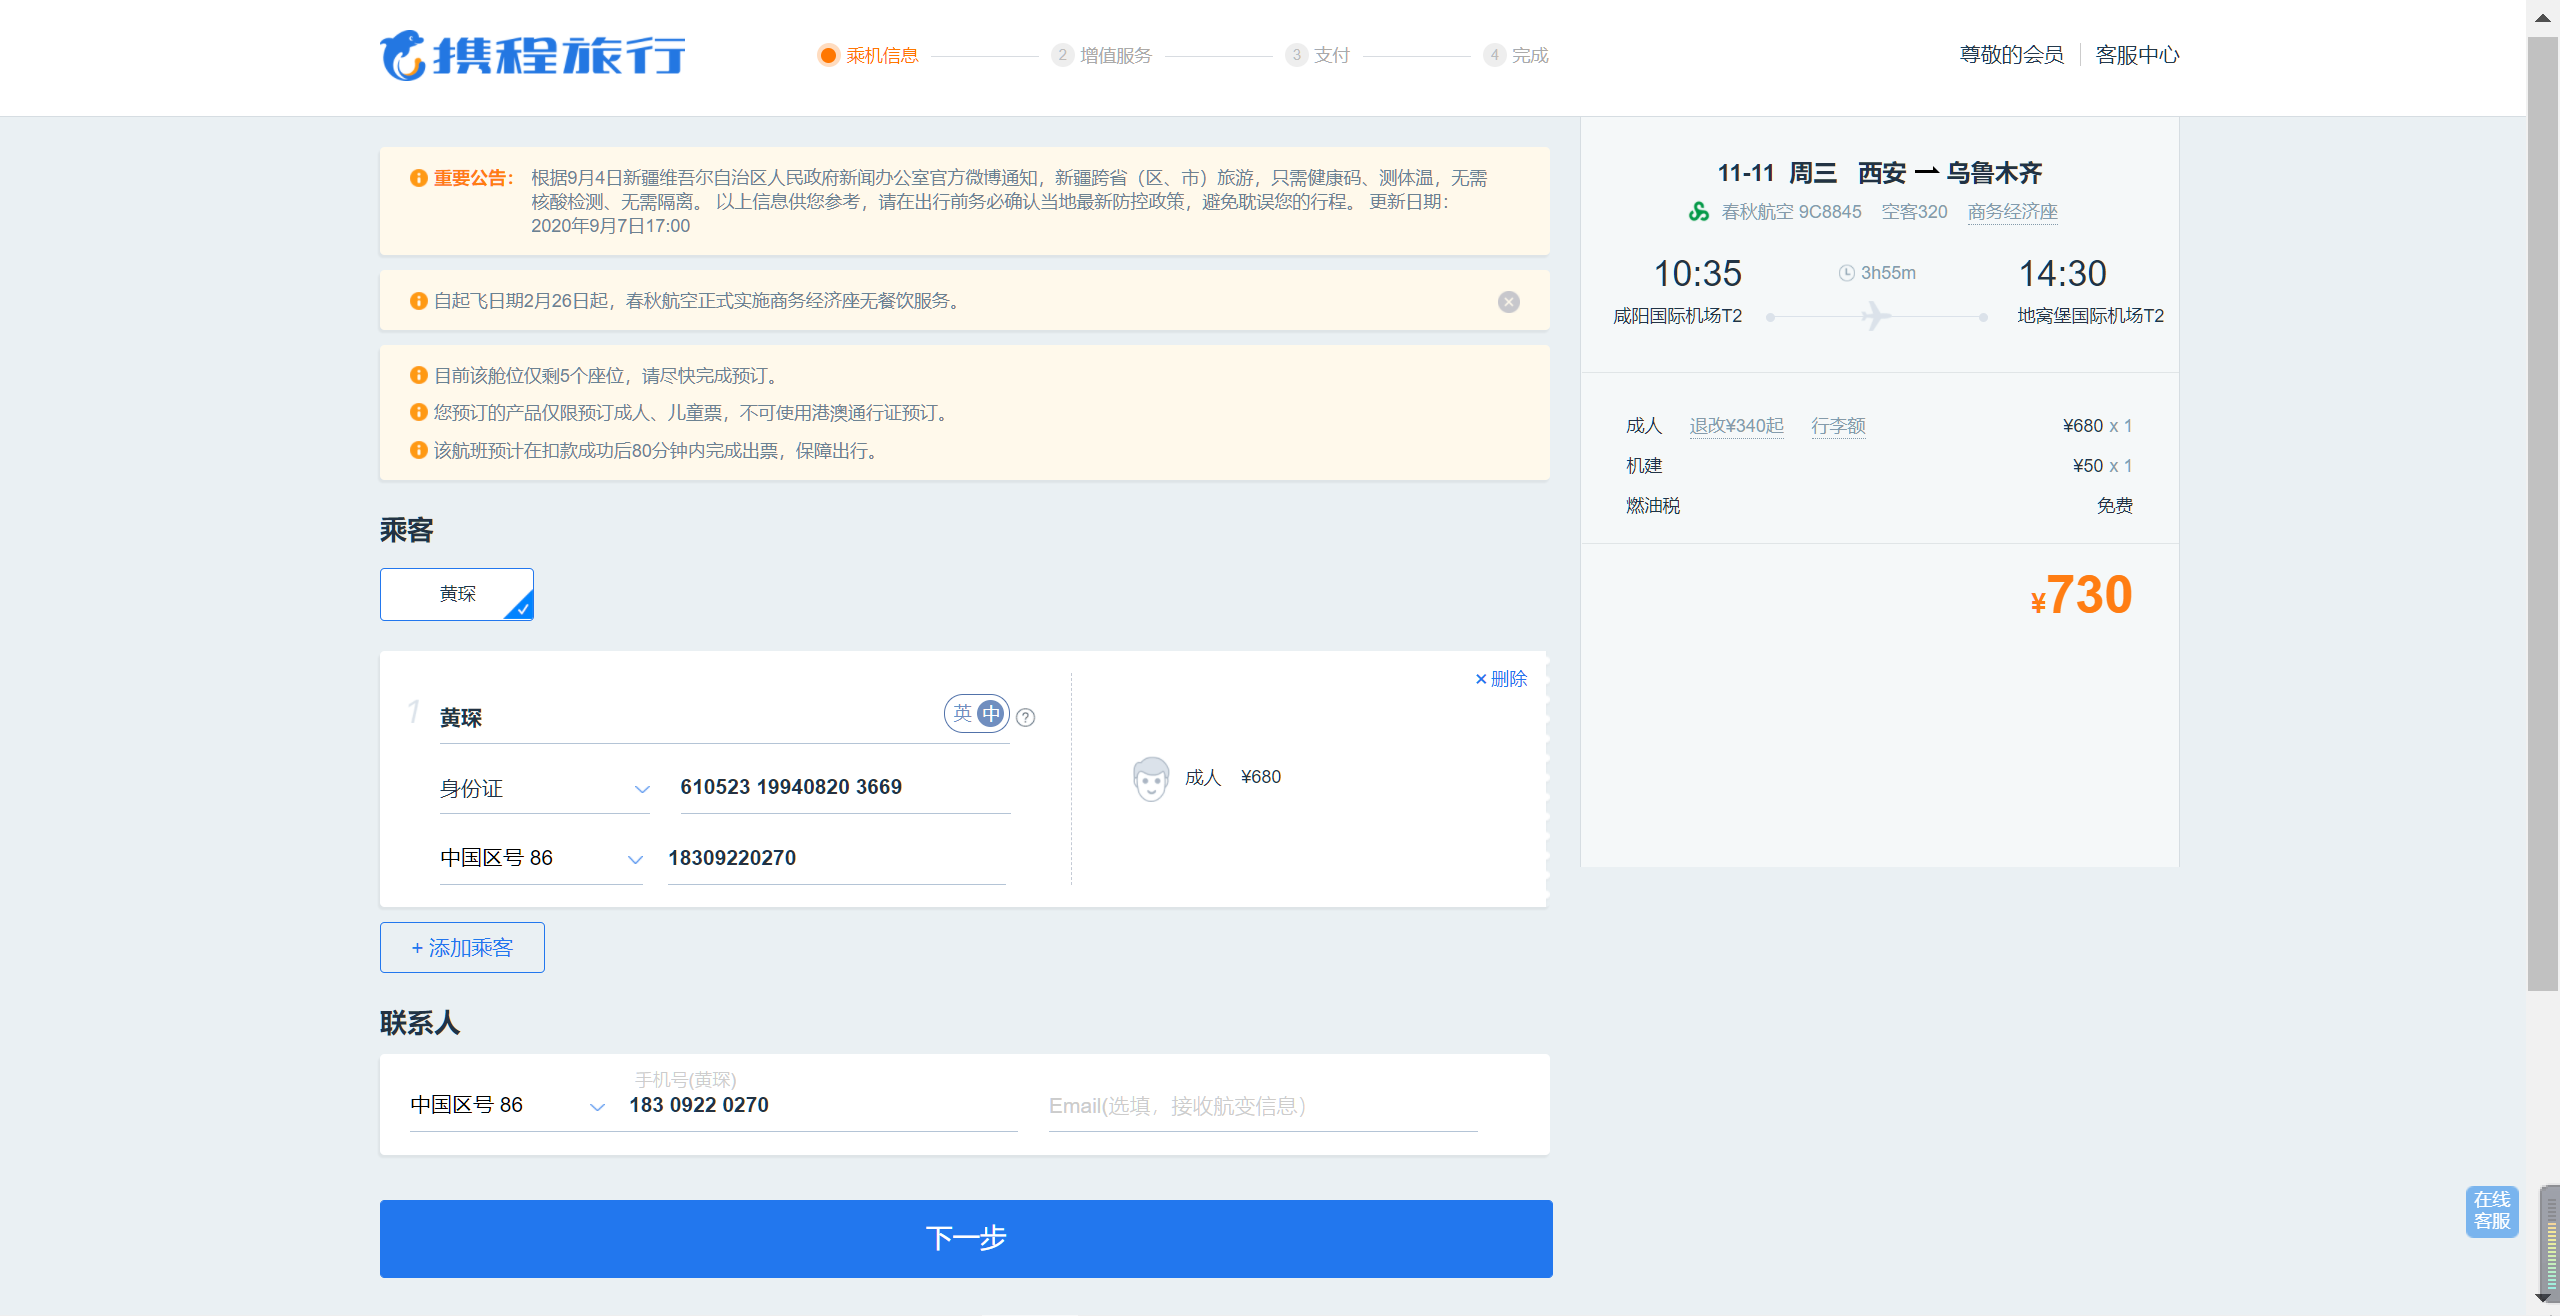 携程旅行
乘机信息
2 增值服务
3 支付
4 完成
尊敬的会员
客服中心
重要公告：
根据9月4日新疆维吾尔自治区人民政府新闻办公室官方微博通知，新疆跨省（区、市）旅游，只需健康码、测体温，无需
核酸检测、无需隔离。 以上信息供您参考，请在出行前务必确认当地最新防控政策，避免耽误您的行程。 更新日期：
2020年9月7日17:00
自起飞日期2月26日起，春秋航空正式实施商务经济座无餐饮服务。
目前该舱位仅剩5个座位，请尽快完成预订。
您预订的产品仅限预订成人、儿童票，不可使用港澳通行证预订。
该航班预计在扣款成功后80分钟内完成出票，保障出行。
乘客
黄琛
× 删除
1 黄琛
英 中 ?
身份证
610523 19940820 3669
中国区号 86
18309220270
成人 ¥680
+ 添加乘客
联系人
手机号(黄琛)
中国区号 86
183 0922 0270
Email(选填，接收航变信息)
下一步
11-11 周三 西安 乌鲁木齐
春秋航空 9C8845 空客320 商务经济座
10:35
3h55m
14:30
咸阳国际机场T2
地窝堡国际机场T2
成人 退改¥340起 行李额 ¥680 x 1
机建 ¥50 x 1
燃油税 免费
¥730
在线
客服